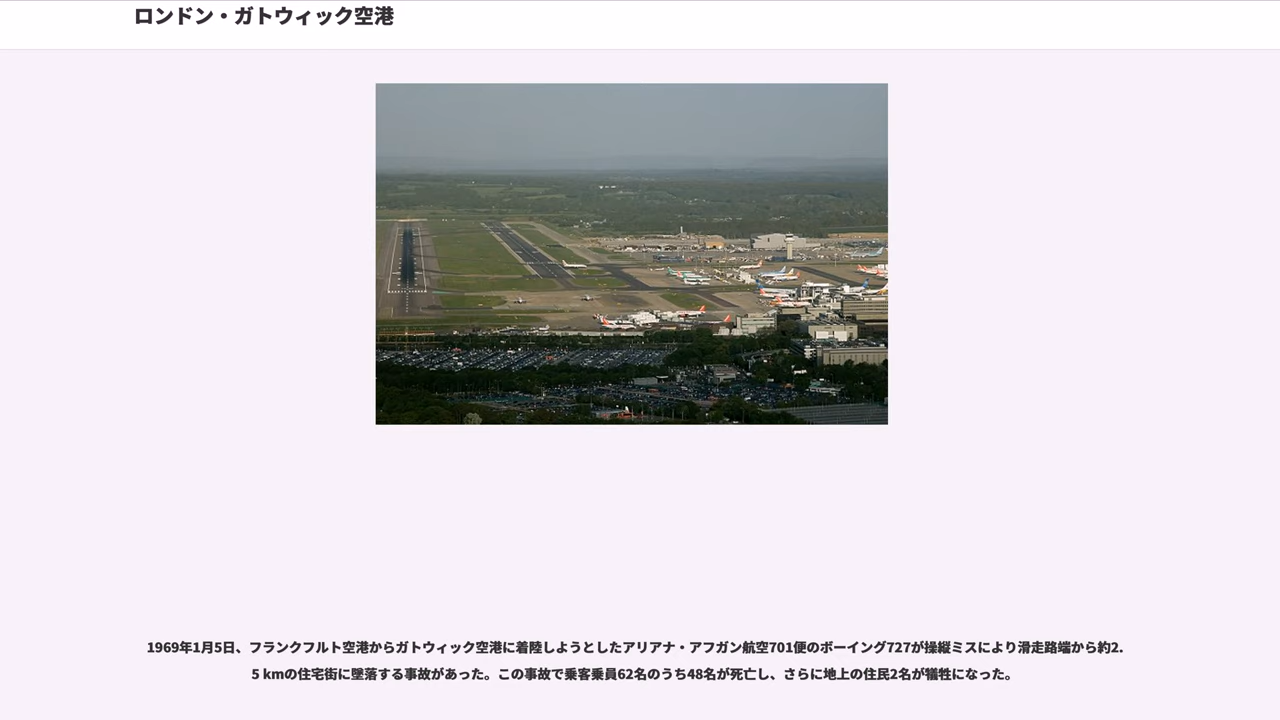 ロンドン・ガトウィック空港
1969年1月5日、フランクフルト空港からガトウィック空港に着陸しようとしたアリアナ・アフガン航空701便のボーイング727が操縦ミスにより滑走路端から約2.
5 kmの住宅街に墜落する事故があった。この事故で乗客乗員62名のうち48名が死亡し、さらに地上の住民2名が犠牲になった。